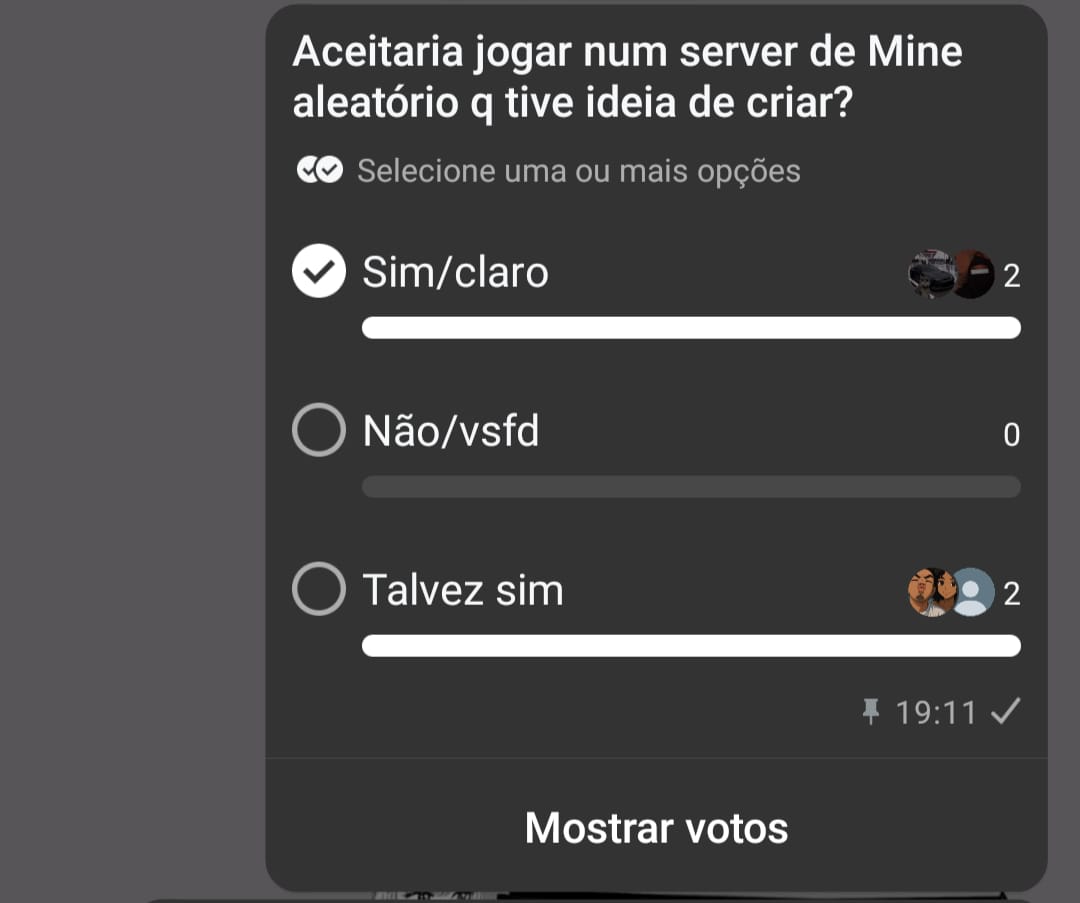 Aceitaria jogar num server de Mine
aleatório q tive ideia de criar?
Selecione uma ou mais opções
Sim/claro 2
Não/vsfd 0
Talvez sim 2
19:11
Mostrar votos